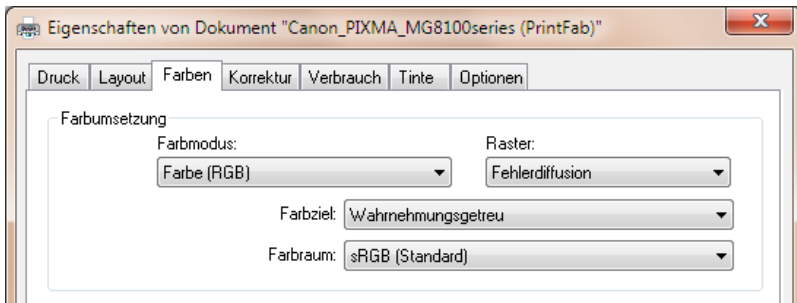 Eigenschaften von Dokument "Canon_PIXMA_MG8100series (PrintFab)"
Druck Layout Farben Korrektur Verbrauch Tinte Optionen
Farbumsetzung
Farbmodus: Raster:
Farbe (RGB) Fehlerdiffusion
Farbziel: Wahrnehmungsgetreu
Farbraum: sRGB (Standard)